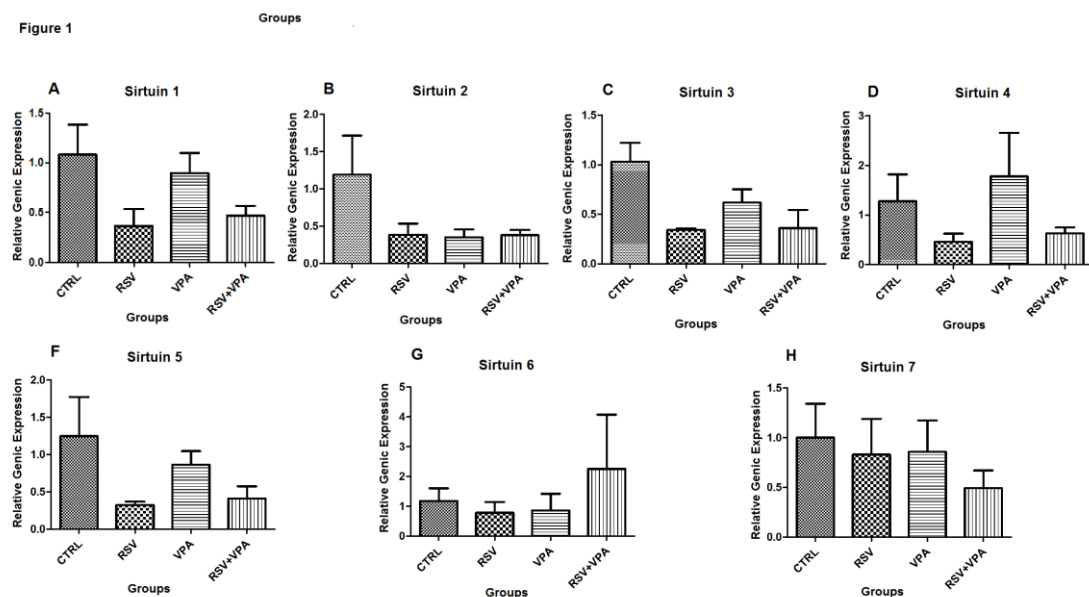 Groups
Figure 1
A
Sirtuin 1
Relative Genic Expression
1.5
1.0
0.5
0.0
CTRL
RSV
VPA
RSV+VPA
Groups
B
Sirtuin 2
Relative Genic Expression
2.0
1.5
1.0
0.5
0.0
CTRL
RSV
VPA
RSV+VPA
Groups
C
Sirtuin 3
Relative Genic Expression
1.5
1.0
0.5
0.0
CTRL
RSV
VPA
RSV+VPA
Groups
D
Sirtuin 4
Relative Genic Expression
3
2
1
0
CTRL
RSV
VPA
RSV+VPA
Groups
F
Sirtuin 5
Relative Genic Expression
2.0
1.5
1.0
0.5
0.0
CTRL
RSV
VPA
RSV+VPA
Groups
G
Sirtuin 6
Relative Genic Expression
5
4
3
2
1
0
CTRL
RSV
VPA
RSV+VPA
Groups
H
Sirtuin 7
Relative Genic Expression
1.5
1.0
0.5
0.0
CTRL
RSV
VPA
RSV+VPA
Groups